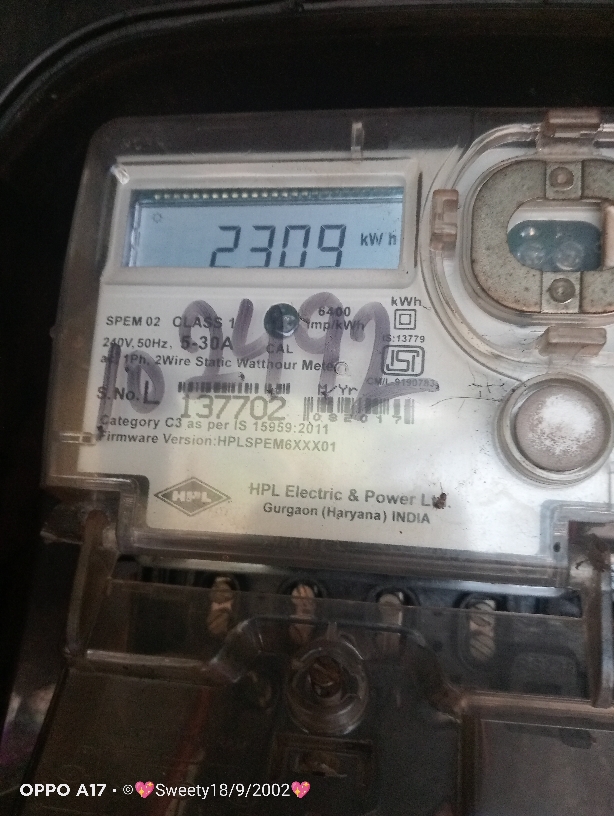 2309 kWh
kWh
SPEM 02 CLASS 1 6400
imp/kWh
240V, 50Hz, 5-30A IS:13779
CAL
1Ph, 2Wire Static Watthour Meter
S.No. L 137702 M/Yr
082017
Category C3 as per IS 15959:2011
Firmware Version:HPLSPEM6XXX01
HPL
HPL Electric & Power
Gurgaon (Haryana) INDIA
OPPO A17 · ©💖Sweety18/9/2002💖